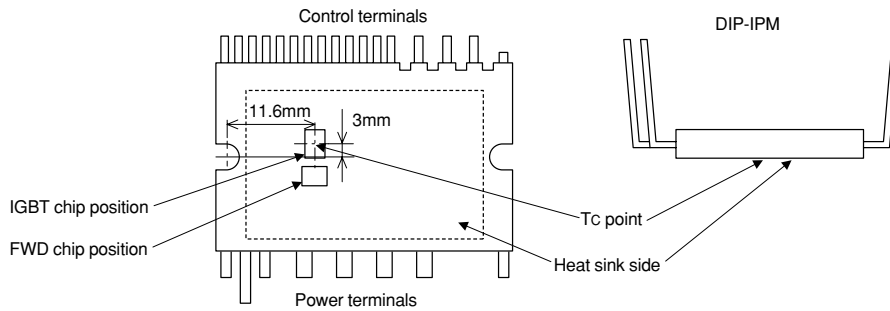 Control terminals
DIP-IPM
11.6mm
3mm
IGBT chip position
FWD chip position
TC point
Heat sink side
Power terminals